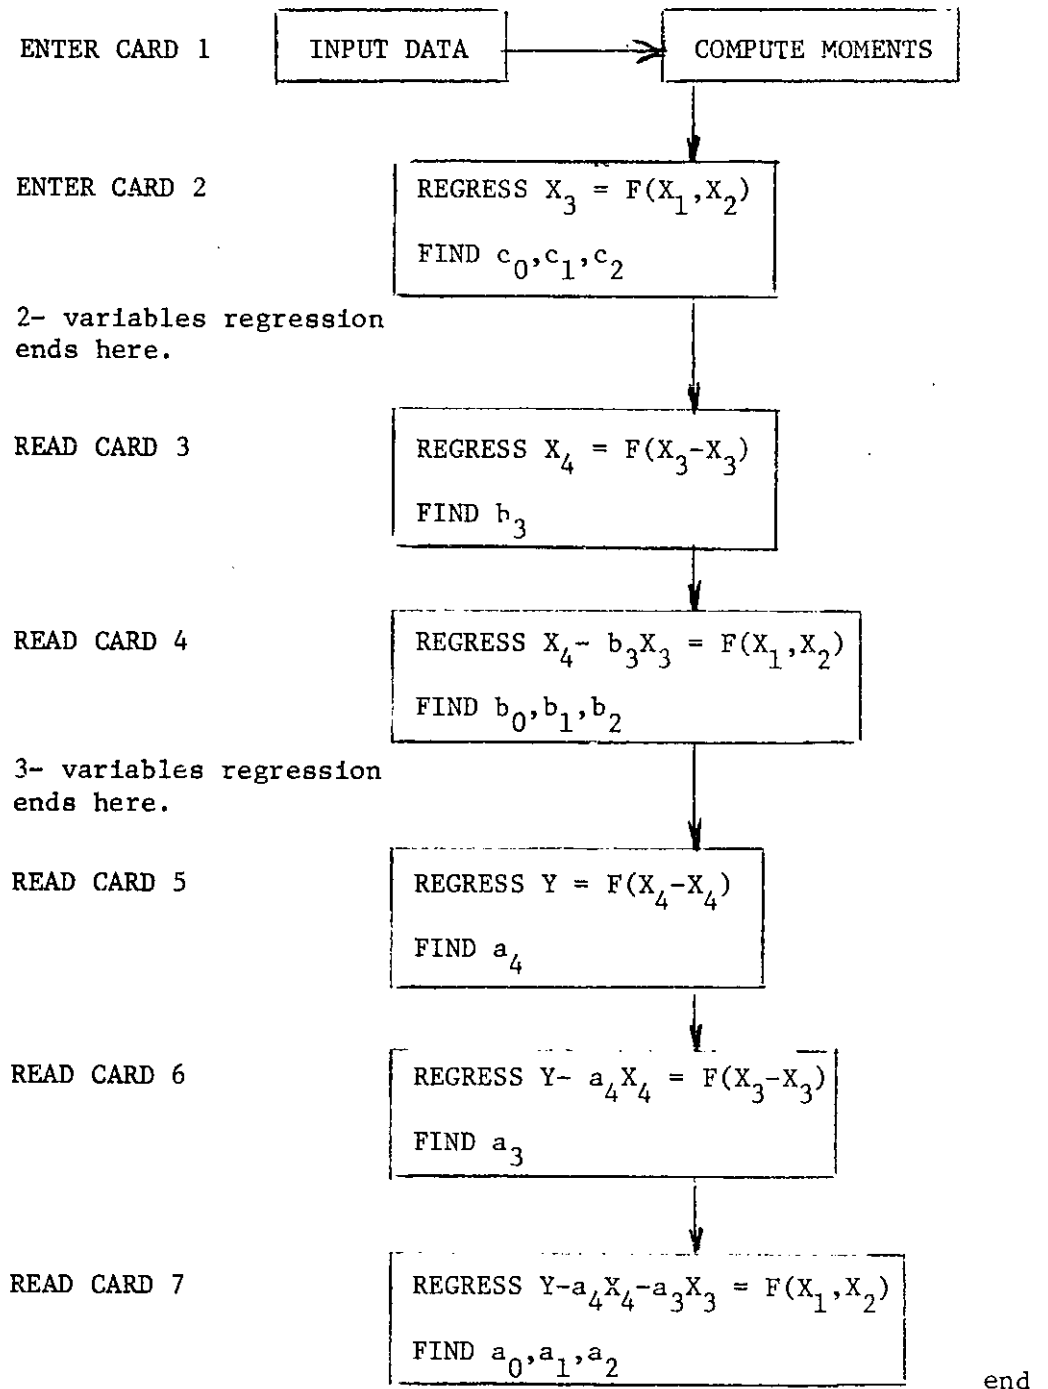 ENTER CARD 1 INPUT DATA COMPUTE MOMENTS
ENTER CARD 2 REGRESS X₃ = F(X₁,X₂)
FIND c₀,c₁,c₂
2- variables regression
ends here.
READ CARD 3 REGRESS X₄ = F(X₃-X₃)
FIND b₃
READ CARD 4 REGRESS X₄- b₃X₃ = F(X₁,X₂)
FIND b₀,b₁,b₂
3- variables regression
ends here.
READ CARD 5 REGRESS Y = F(X₄-X₄)
FIND a₄
READ CARD 6 REGRESS Y- a₄X₄ = F(X₃-X₃)
FIND a₃
READ CARD 7 REGRESS Y-a₄X₄-a₃X₃ = F(X₁,X₂)
FIND a₀,a₁,a₂
end